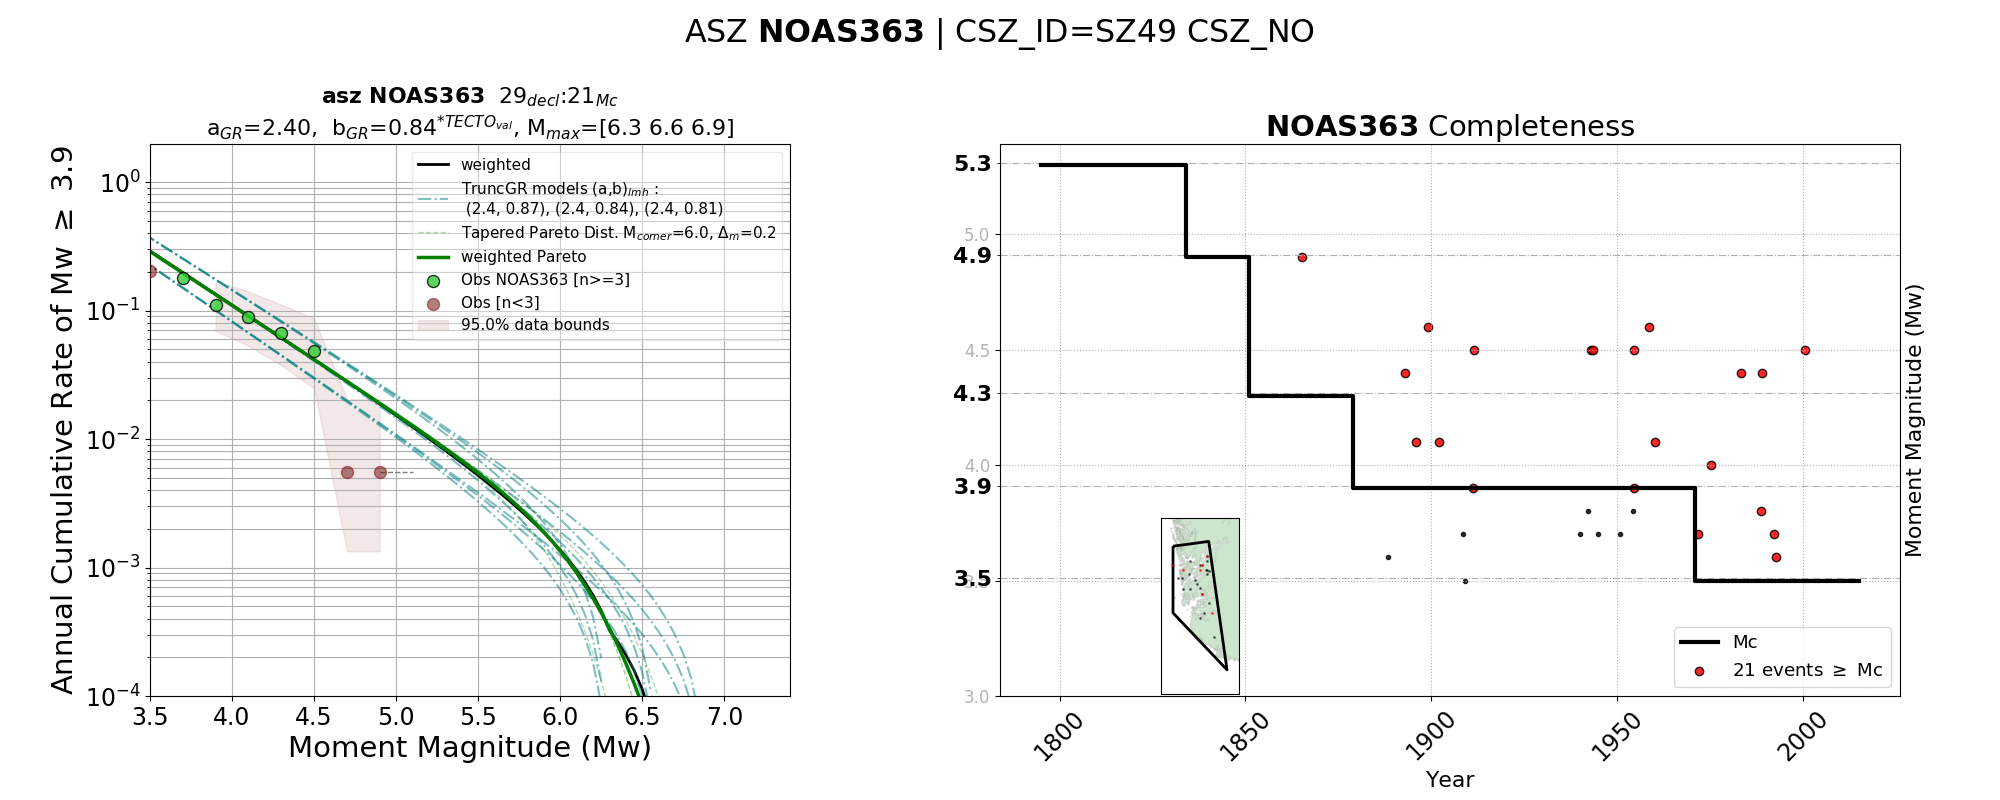 ASZ NOAS363 | CSZ_ID=SZ49 CSZ_NO
asz NOAS363 29decl:21Mc
aGR=2.40, bGR=0.84*TECTOval, Mmax=[6.3 6.6 6.9]
Annual Cumulative Rate of Mw ≥ 3.9
10^0
10^-1
10^-2
10^-3
10^-4
weighted
TruncGR models (a,b)lmh :
(2.4, 0.87), (2.4, 0.84), (2.4, 0.81)
Tapered Pareto Dist. Mcorner=6.0, Δm=0.2
weighted Pareto
Obs NOAS363 [n>=3]
Obs [n<3]
95.0% data bounds
3.5 4.0 4.5 5.0 5.5 6.0 6.5 7.0
Moment Magnitude (Mw)
NOAS363 Completeness
5.3
5.0
4.9
4.5
4.3
4.0
3.9
3.5
3.0
Moment Magnitude (Mw)
Mc
21 events ≥ Mc
1800 1850 1900 1950 2000
Year